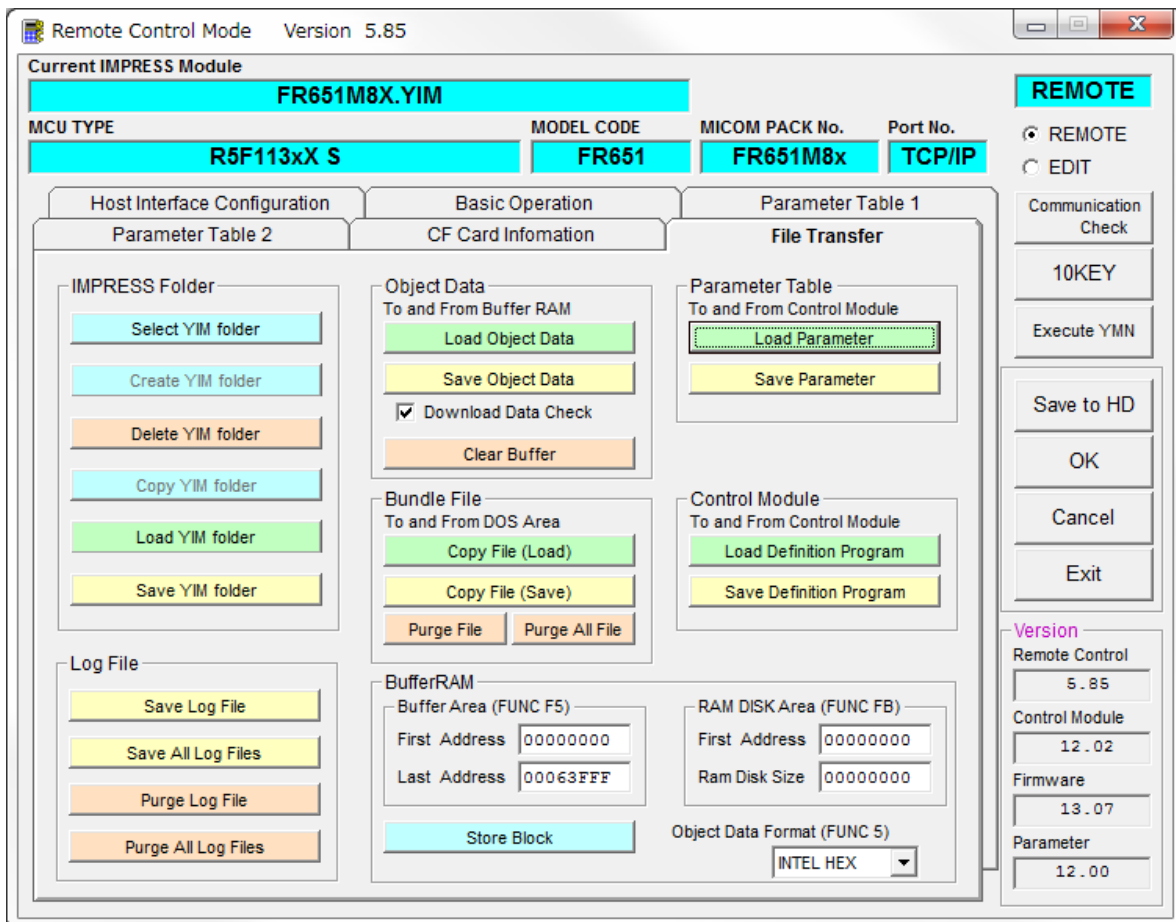 Remote Control Mode Version 5.85
Current IMPRESS Module
FR651M8X.YIM
MCU TYPE
R5F113xX S
MODEL CODE
FR651
MICOM PACK No.
FR651M8x
Port No.
TCP/IP
REMOTE
REMOTE
EDIT
Communication
Check
10KEY
Execute YMN
Save to HD
OK
Cancel
Exit
Host Interface Configuration
Basic Operation
Parameter Table 1
Parameter Table 2
CF Card Infomation
File Transfer
IMPRESS Folder
Select YIM folder
Create YIM folder
Delete YIM folder
Copy YIM folder
Load YIM folder
Save YIM folder
Log File
Save Log File
Save All Log Files
Purge Log File
Purge All Log Files
Object Data
To and From Buffer RAM
Load Object Data
Save Object Data
Download Data Check
Clear Buffer
Bundle File
To and From DOS Area
Copy File (Load)
Copy File (Save)
Purge File
Purge All File
Parameter Table
To and From Control Module
Load Parameter
Save Parameter
Control Module
To and From Control Module
Load Definition Program
Save Definition Program
BufferRAM
Buffer Area (FUNC F5)
First Address 00000000
Last Address 00063FFF
RAM DISK Area (FUNC FB)
First Address 00000000
Ram Disk Size 00000000
Store Block
Object Data Format (FUNC 5)
INTEL HEX
Version
Remote Control
5.85
Control Module
12.02
Firmware
13.07
Parameter
12.00